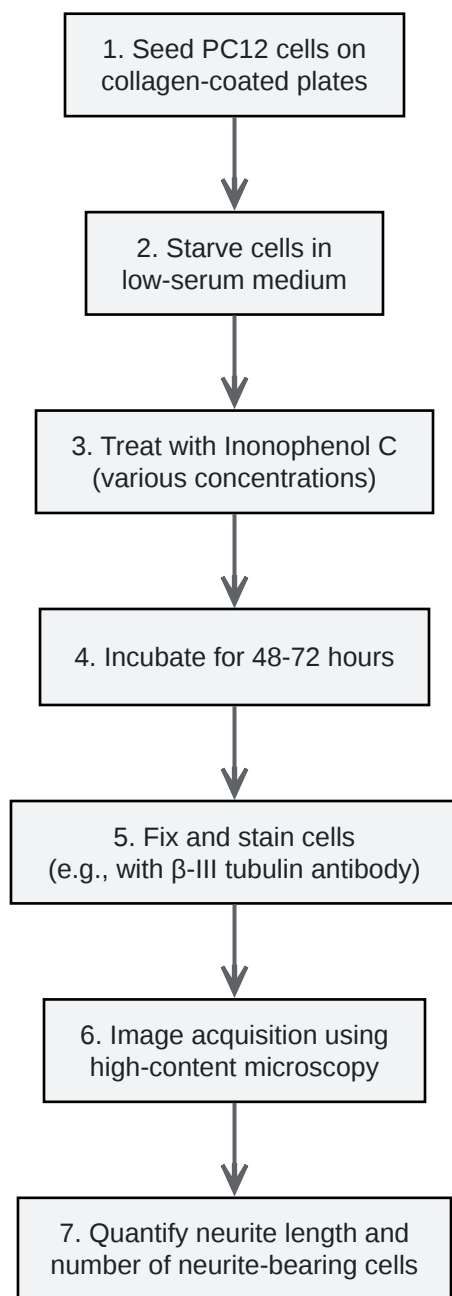 1. Seed PC12 cells on
collagen-coated plates
2. Starve cells in
low-serum medium
3. Treat with Inonophenol C
(various concentrations)
4. Incubate for 48-72 hours
5. Fix and stain cells
(e.g., with β-III tubulin antibody)
6. Image acquisition using
high-content microscopy
7. Quantify neurite length and
number of neurite-bearing cells